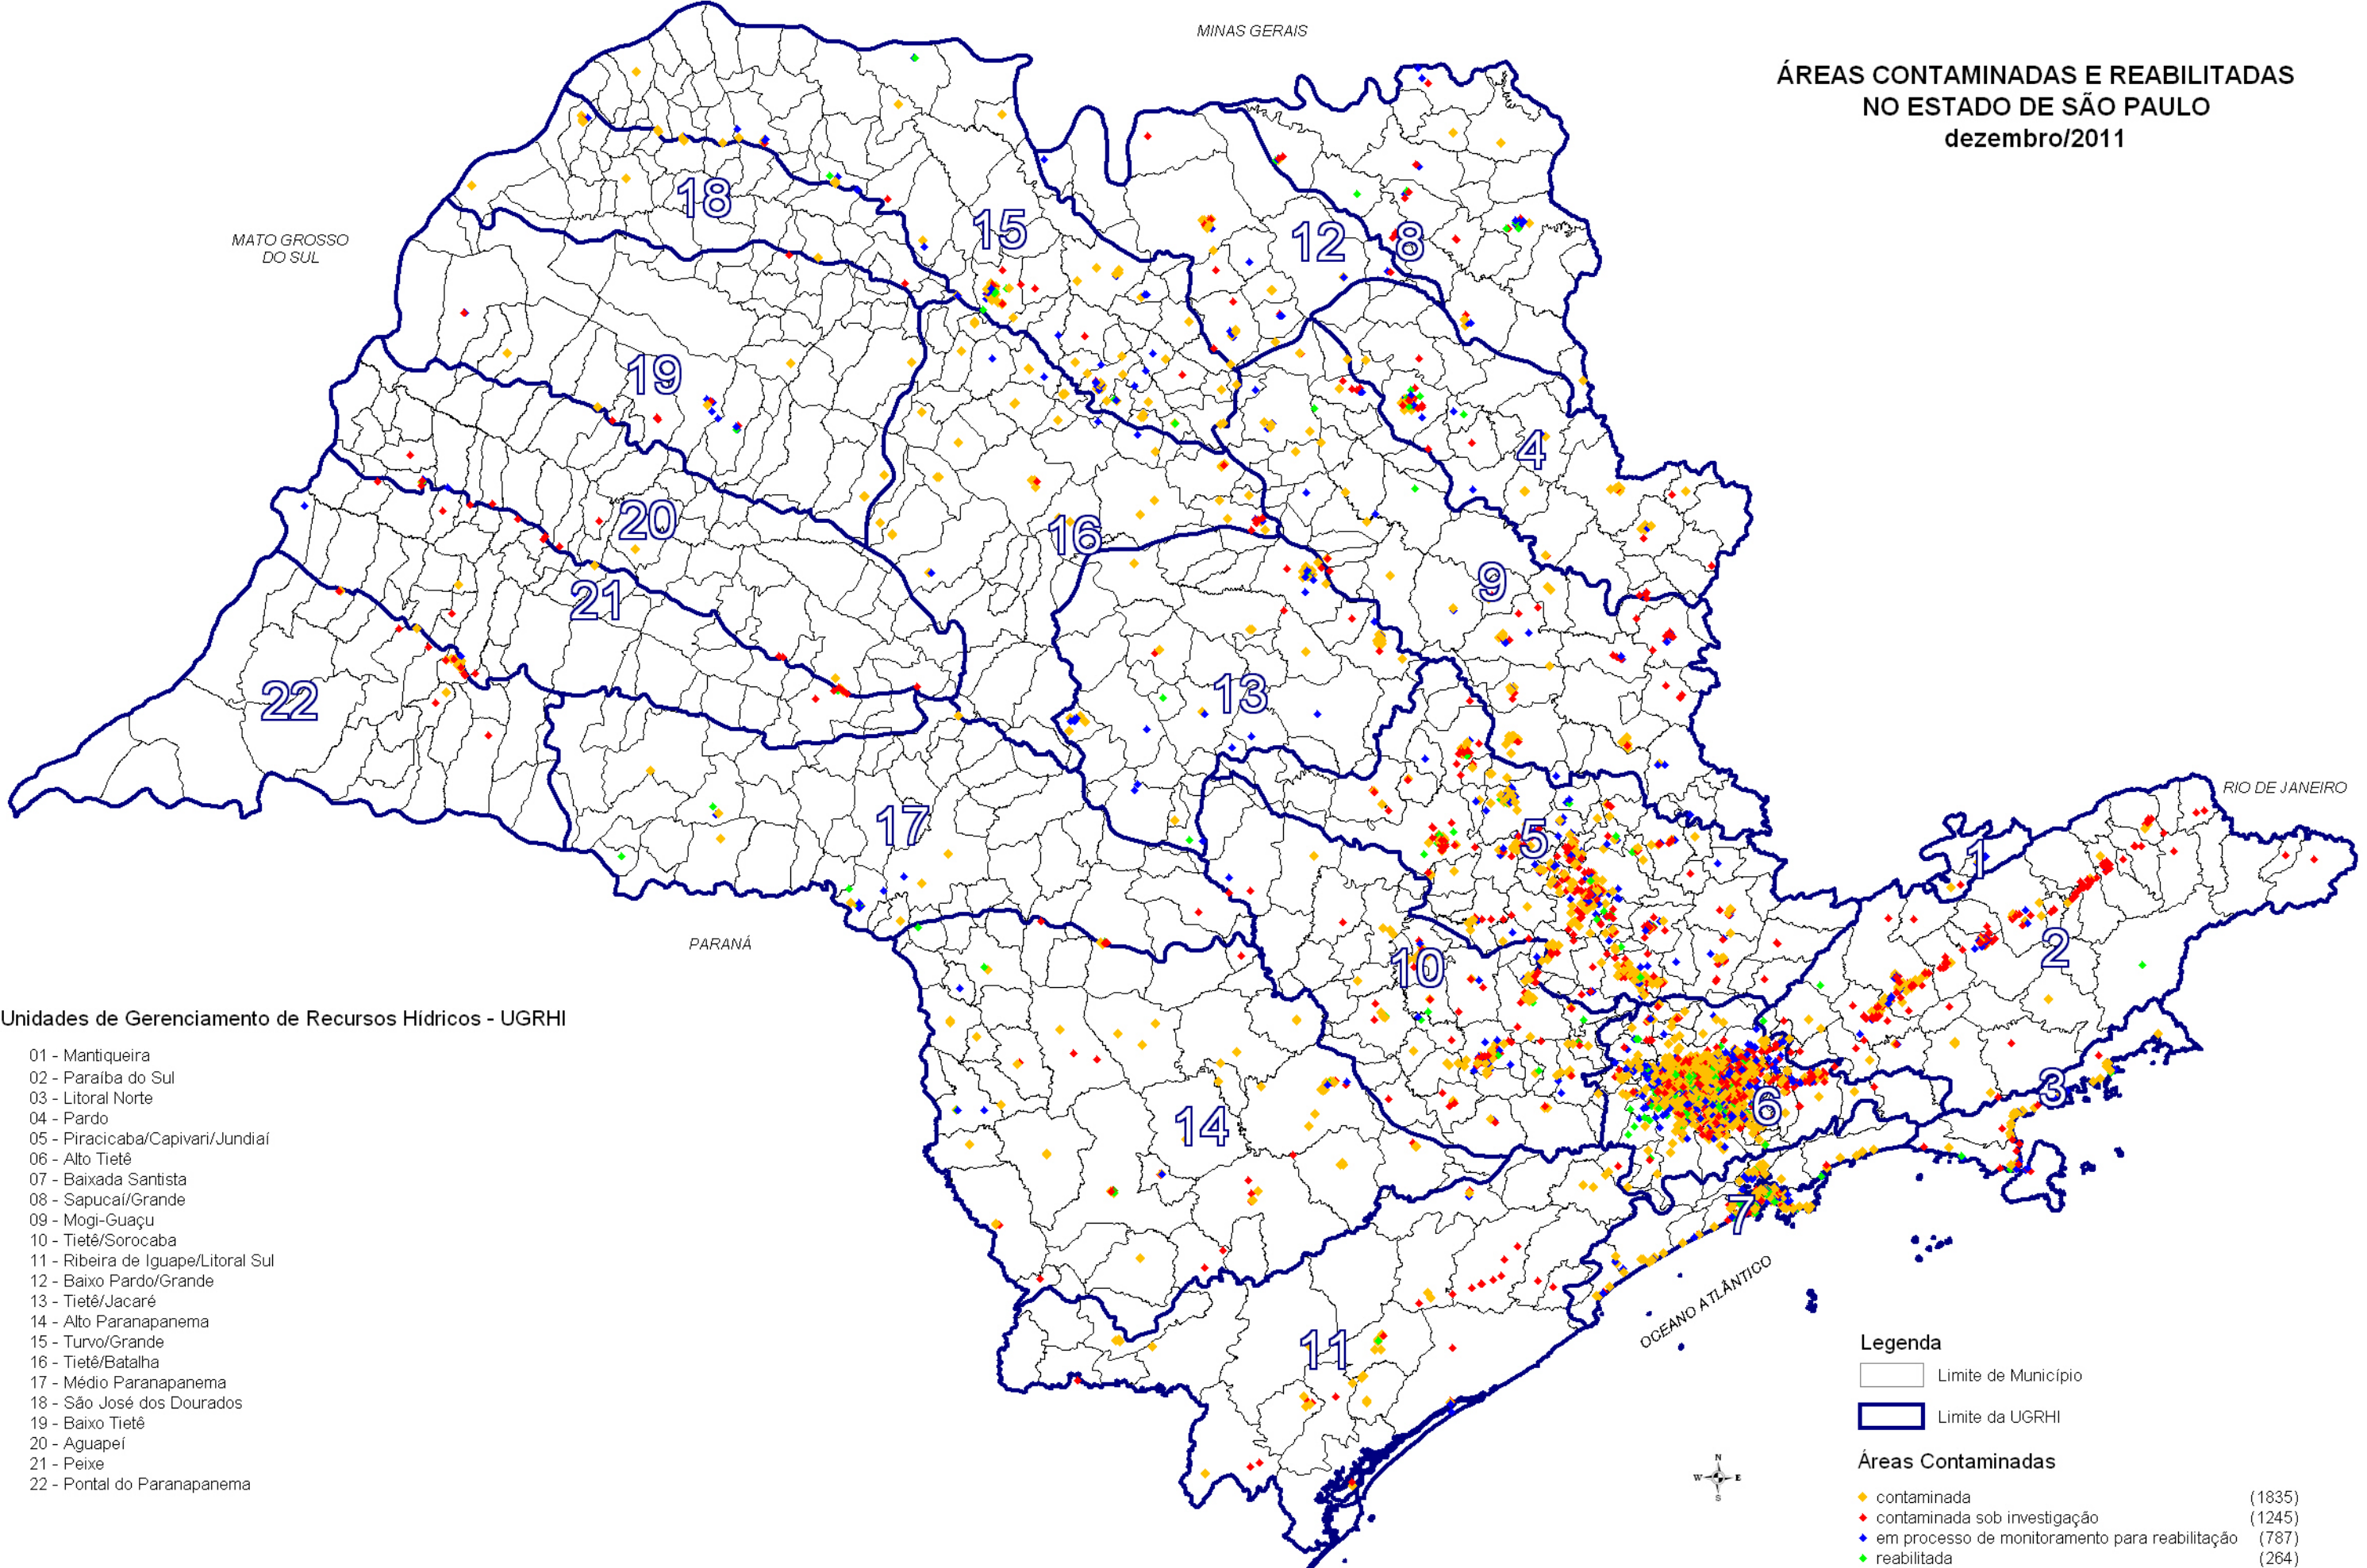 MINAS GERAIS
ÁREAS CONTAMINADAS E REABILITADAS
NO ESTADO DE SÃO PAULO
dezembro/2011
MATO GROSSO
DO SUL
18
15
12
8
19
4
20
16
9
21
22
13
RIO DE JANEIRO
17
5
1
PARANÁ
2
10
3
6
14
7
OCEANO ATLÂNTICO
11
Unidades de Gerenciamento de Recursos Hídricos - UGRHI
01 - Mantiqueira
02 - Paraíba do Sul
03 - Litoral Norte
04 - Pardo
05 - Piracicaba/Capivari/Jundiaí
06 - Alto Tietê
07 - Baixada Santista
08 - Sapucaí/Grande
09 - Mogi-Guaçu
10 - Tietê/Sorocaba
11 - Ribeira de Iguape/Litoral Sul
12 - Baixo Pardo/Grande
13 - Tietê/Jacaré
14 - Alto Paranapanema
15 - Turvo/Grande
16 - Tietê/Batalha
17 - Médio Paranapanema
18 - São José dos Dourados
19 - Baixo Tietê
20 - Aguapeí
21 - Peixe
22 - Pontal do Paranapanema
N
W E
S
Legenda
Limite de Município
Limite da UGRHI
Áreas Contaminadas
contaminada (1835)
contaminada sob investigação (1245)
em processo de monitoramento para reabilitação (787)
reabilitada (264)